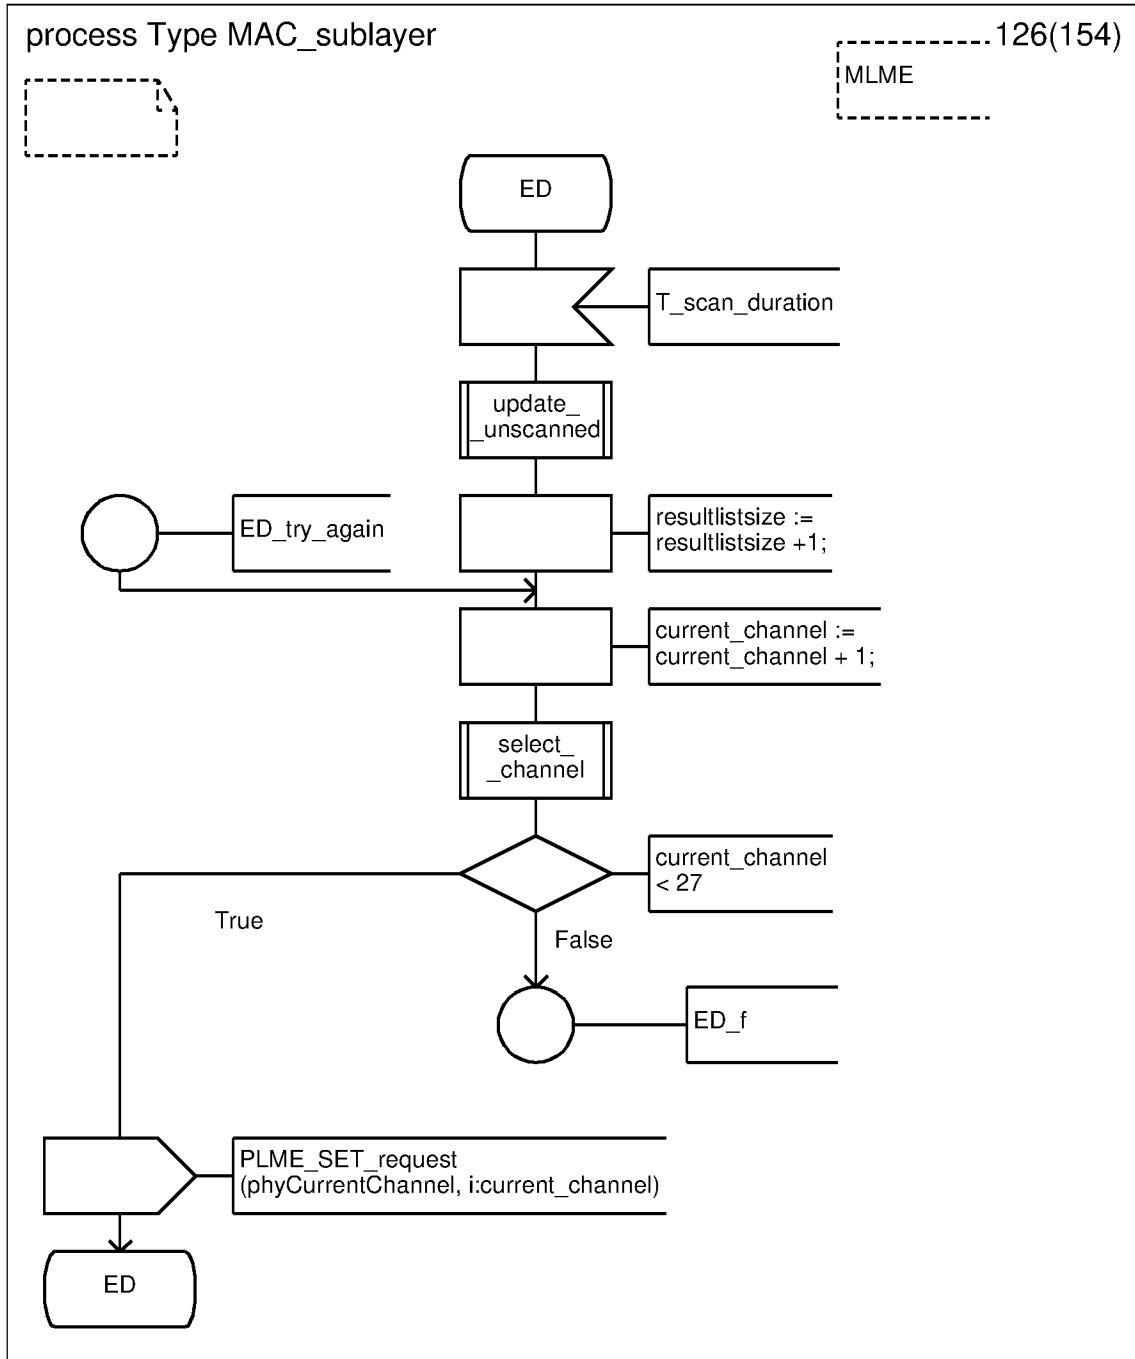 process Type MAC_sublayer
126(154)
MLME
ED
T_scan_duration
update_
_unscanned
ED_try_again
resultlistsize :=
resultlistsize +1;
current_channel :=
current_channel + 1;
select_
_channel
current_channel
< 27
True
False
ED_f
PLME_SET_request
(phyCurrentChannel, i:current_channel)
ED